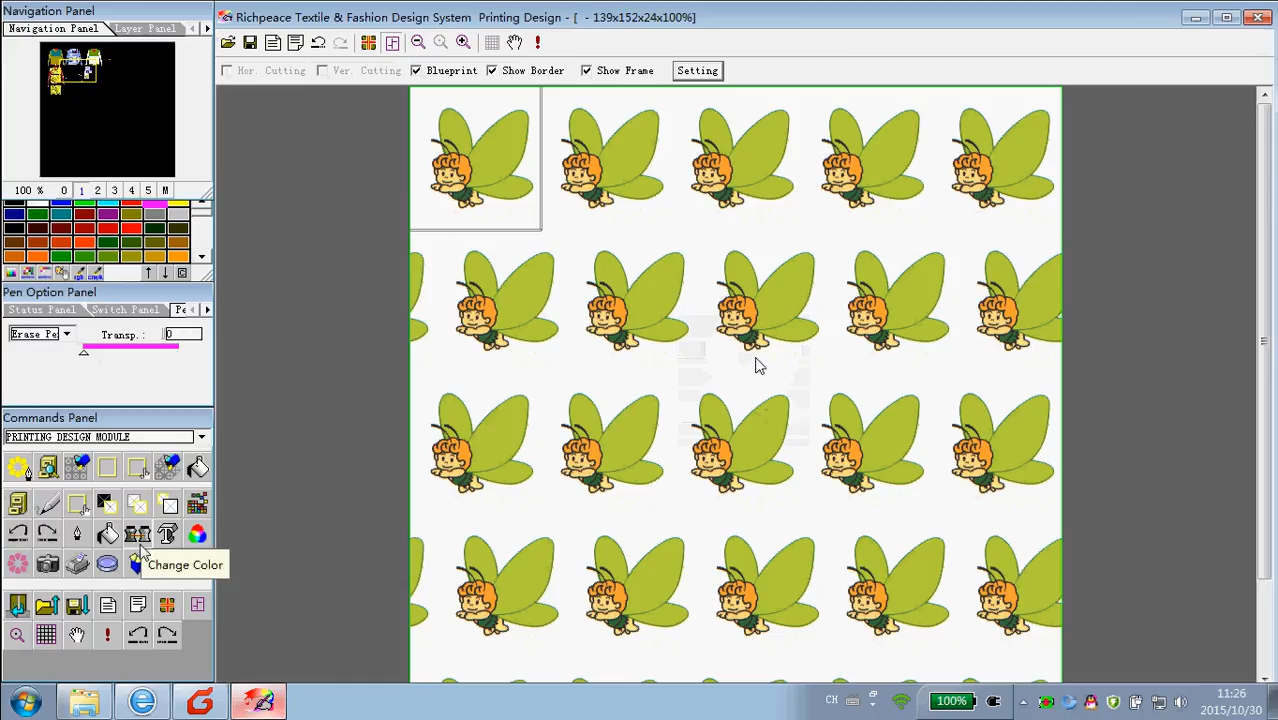 Navigation Panel
Navigation Panel Layer Panel
100 % 0 1 2 3 4 5 M
Pen Option Panel
Status Panel Switch Panel Pe
Erase Pe Transp.: 0
Commands Panel
PRINTING DESIGN MODULE
Change Color
Richpeace Textile & Fashion Design System Printing Design - [ - 139x152x24x100%]
Hor. Cutting Ver. Cutting Blueprint Show Border Show Frame Setting
CH 100% 11:26
2015/10/30